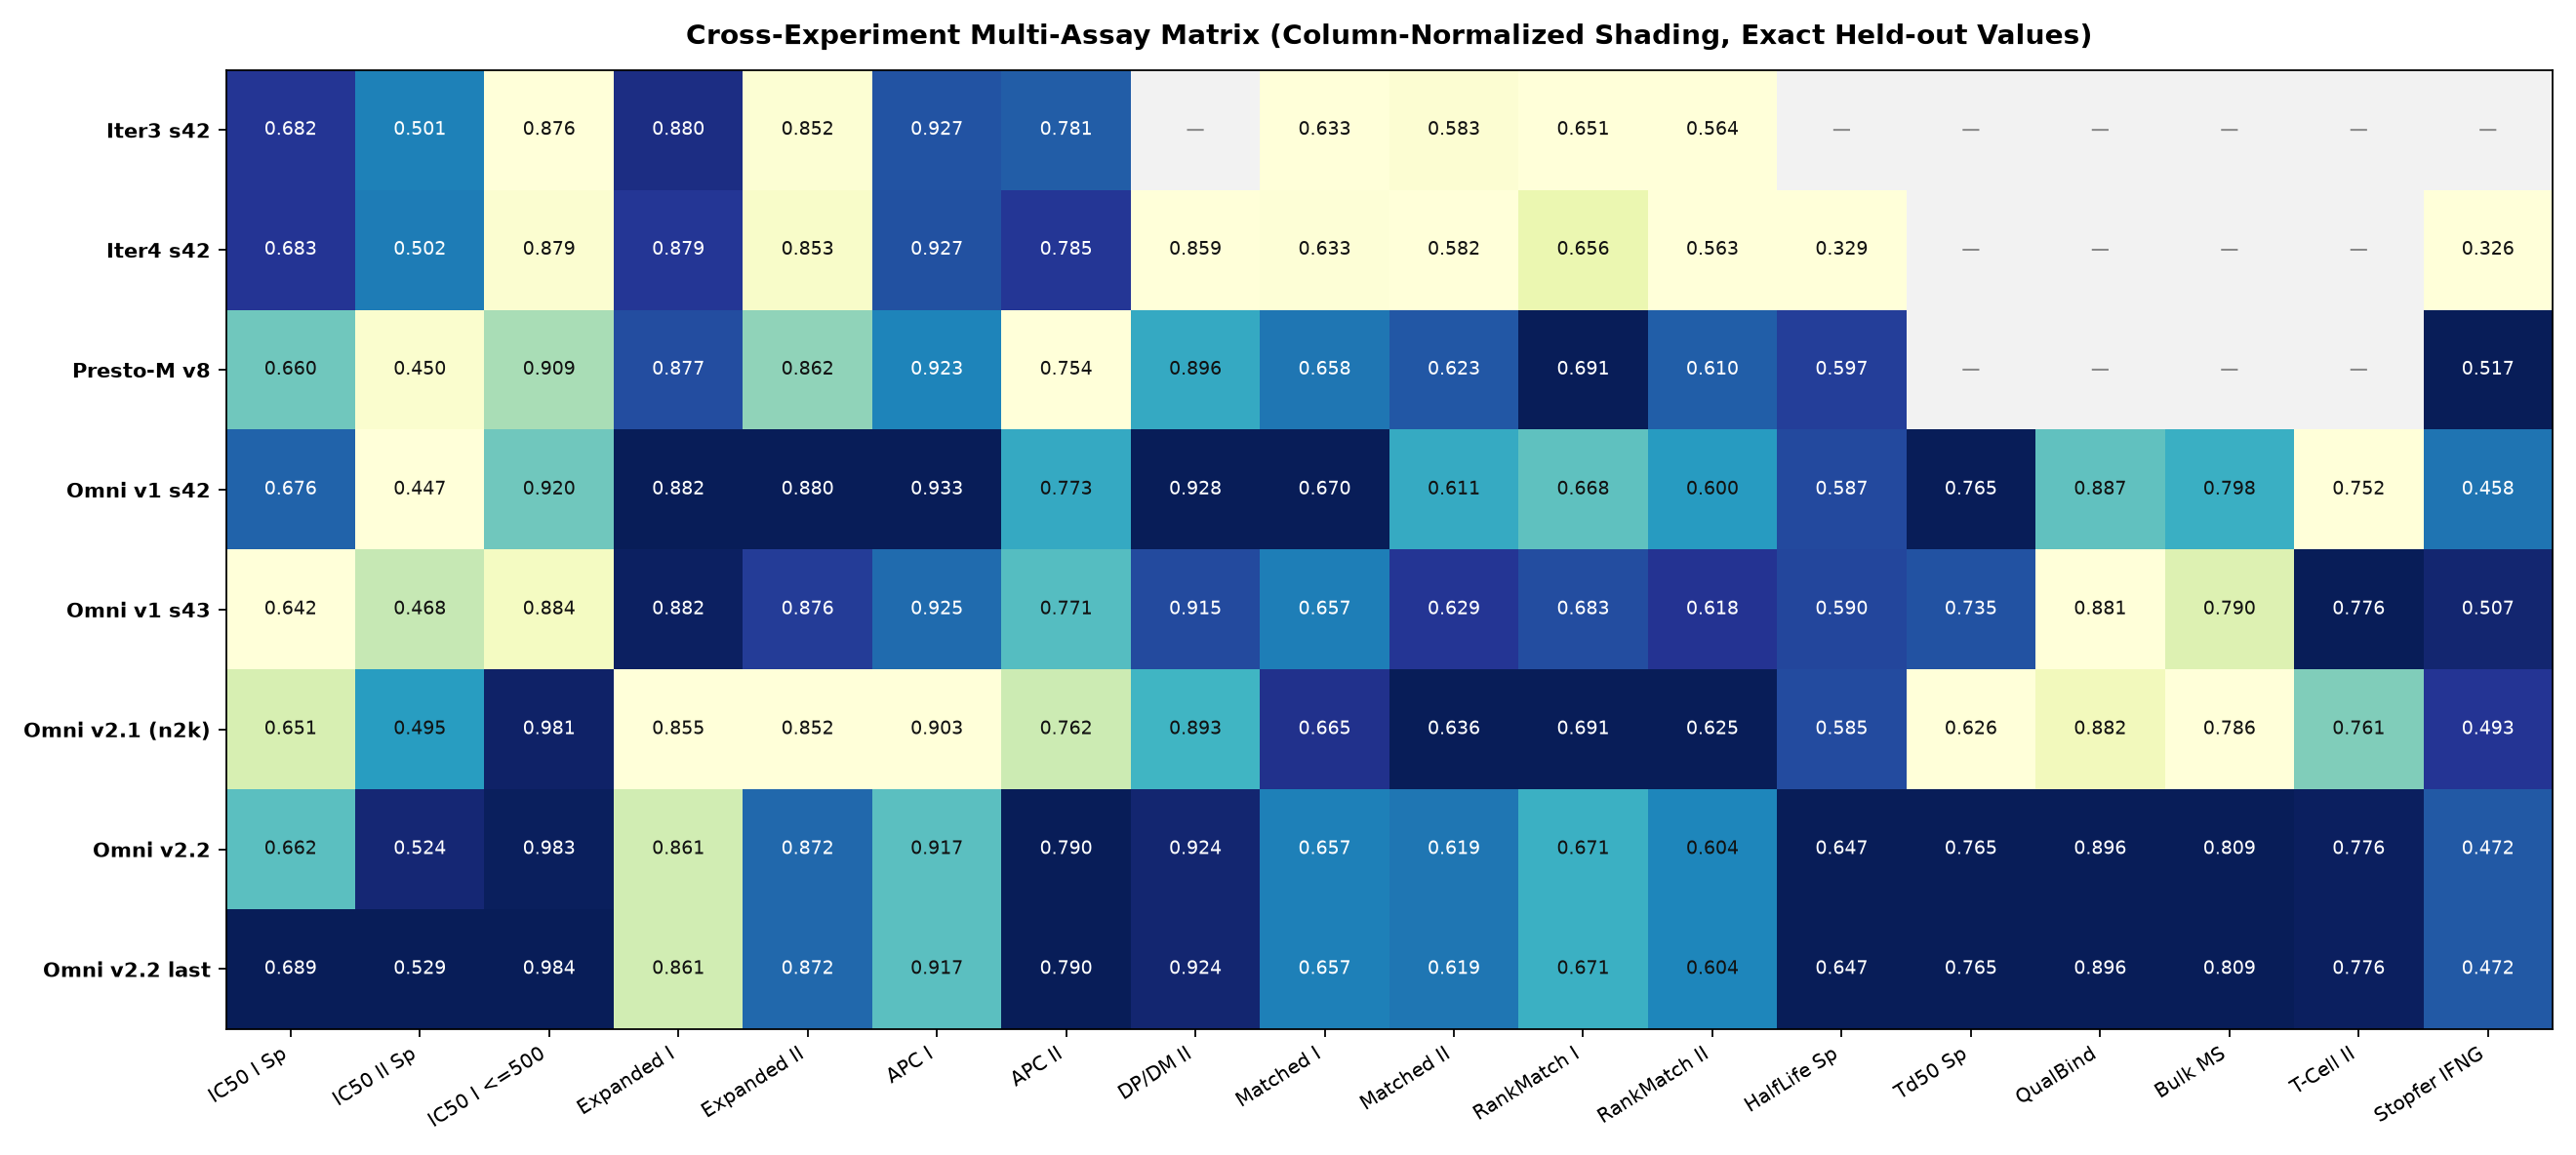 Cross-Experiment Multi-Assay Matrix (Column-Normalized Shading, Exact Held-out Values)
Iter3 s42 0.682 0.501 0.876 0.880 0.852 0.927 0.781 — 0.633 0.583 0.651 0.564 — — — — — —
Iter4 s42 0.683 0.502 0.879 0.879 0.853 0.927 0.785 0.859 0.633 0.582 0.656 0.563 0.329 — — — — 0.326
Presto-M v8 0.660 0.450 0.909 0.877 0.862 0.923 0.754 0.896 0.658 0.623 0.691 0.610 0.597 — — — — 0.517
Omni v1 s42 0.676 0.447 0.920 0.882 0.880 0.933 0.773 0.928 0.670 0.611 0.668 0.600 0.587 0.765 0.887 0.798 0.752 0.458
Omni v1 s43 0.642 0.468 0.884 0.882 0.876 0.925 0.771 0.915 0.657 0.629 0.683 0.618 0.590 0.735 0.881 0.790 0.776 0.507
Omni v2.1 (n2k) 0.651 0.495 0.981 0.855 0.852 0.903 0.762 0.893 0.665 0.636 0.691 0.625 0.585 0.626 0.882 0.786 0.761 0.493
Omni v2.2 0.662 0.524 0.983 0.861 0.872 0.917 0.790 0.924 0.657 0.619 0.671 0.604 0.647 0.765 0.896 0.809 0.776 0.472
Omni v2.2 last 0.689 0.529 0.984 0.861 0.872 0.917 0.790 0.924 0.657 0.619 0.671 0.604 0.647 0.765 0.896 0.809 0.776 0.472
IC50 I Sp IC50 II Sp IC50 I <=500 Expanded I Expanded II APC I APC II DP/DM II Matched I Matched II RankMatch I RankMatch II HalfLife Sp Td50 Sp QualBind Bulk MS T-Cell II Stopfer IFNG